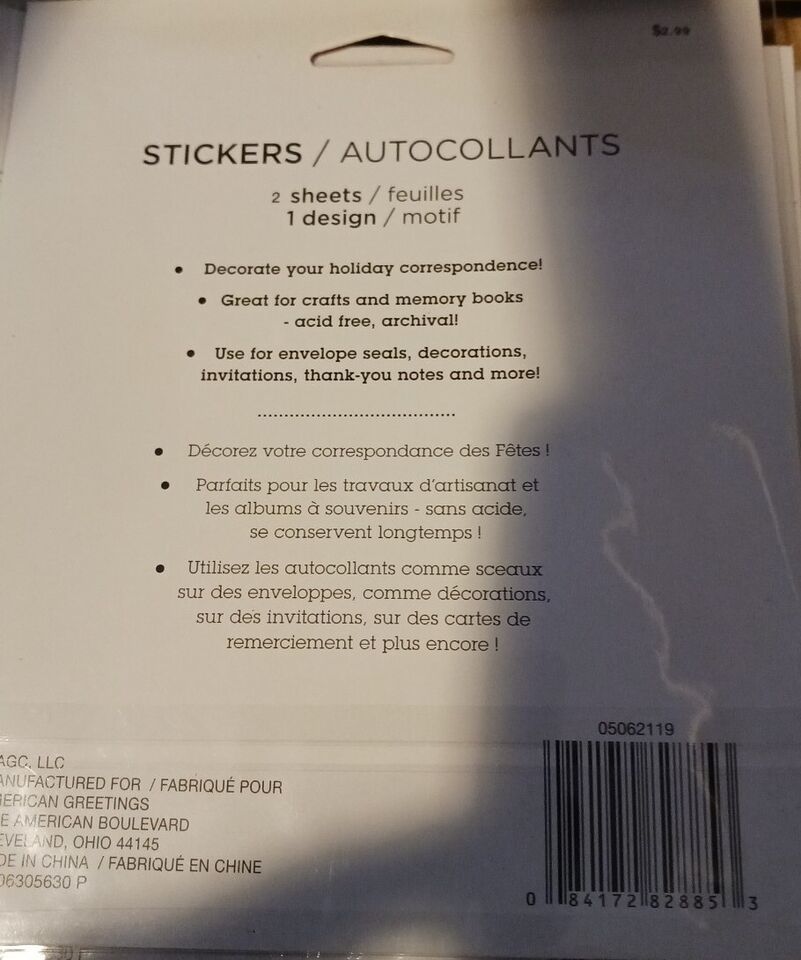 $2.99
STICKERS / AUTOCOLLANTS
2 sheets / feuilles
1 design / motif
• Decorate your holiday correspondence!
• Great for crafts and memory books
- acid free, archival!
• Use for envelope seals, decorations,
invitations, thank-you notes and more!
• Décorez votre correspondance des Fêtes !
• Parfaits pour les travaux d'artisanat et
les albums à souvenirs - sans acide,
se conservent longtemps !
• Utilisez les autocollants comme sceaux
sur des enveloppes, comme décorations,
sur des invitations, sur des cartes de
remerciement et plus encore !
05062119
AGC, LLC
ANUFACTURED FOR / FABRIQUÉ POUR
ERICAN GREETINGS
E AMERICAN BOULEVARD
EVELAND, OHIO 44145
DE IN CHINA / FABRIQUÉ EN CHINE
06305630 P
0 84172 82885 3